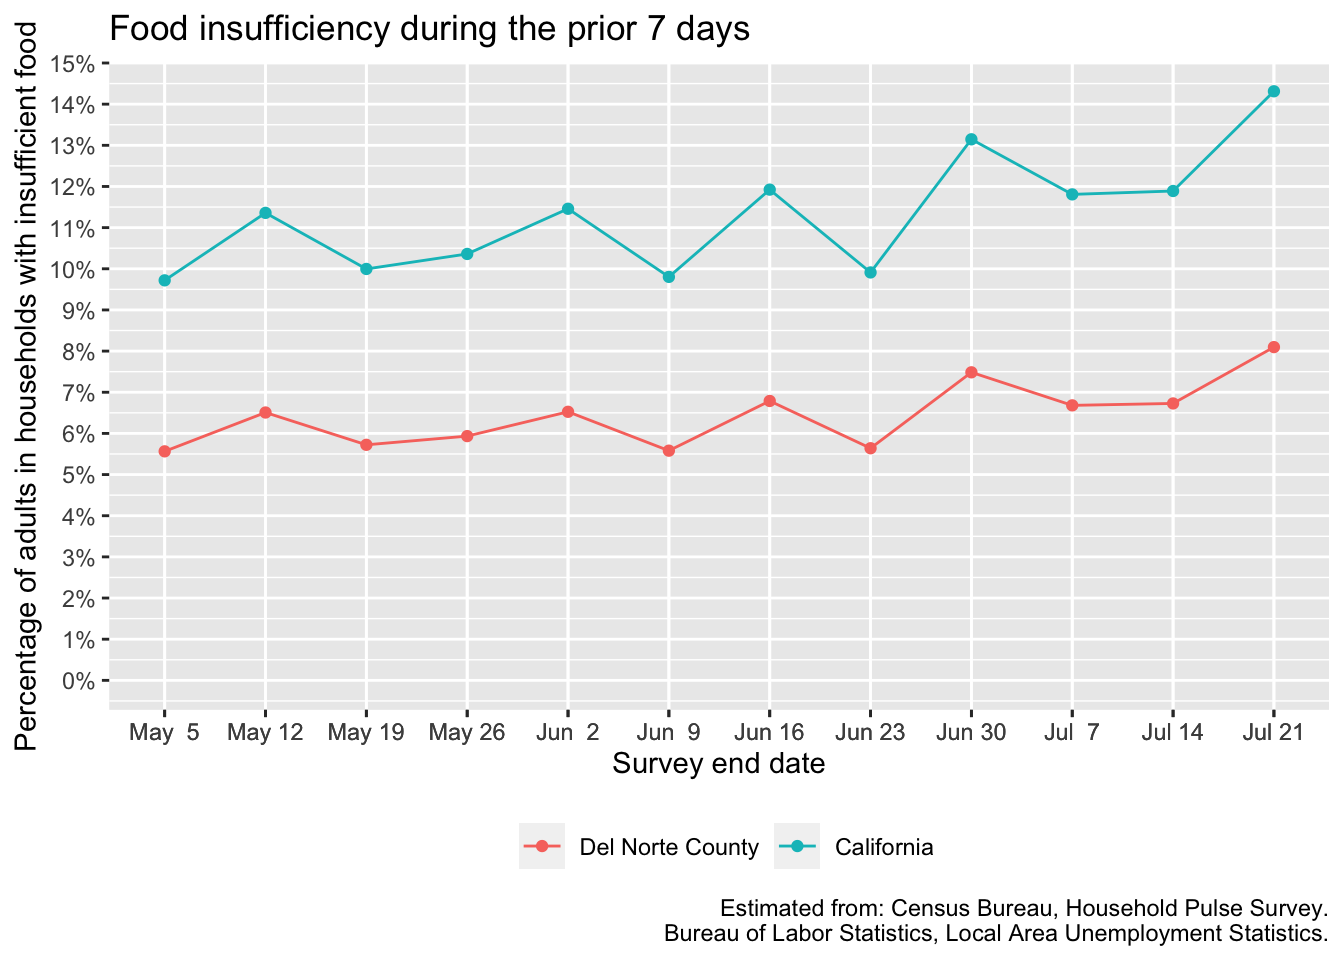 Food insufficiency during the prior 7 days
Percentage of adults in households with insufficient food
15%
14%
13%
12%
11%
10%
9%
8%
7%
6%
5%
4%
3%
2%
1%
0%
May 5 May 12 May 19 May 26 Jun 2 Jun 9 Jun 16 Jun 23 Jun 30 Jul 7 Jul 14 Jul 21
Survey end date
Del Norte County California
Estimated from: Census Bureau, Household Pulse Survey.
Bureau of Labor Statistics, Local Area Unemployment Statistics.